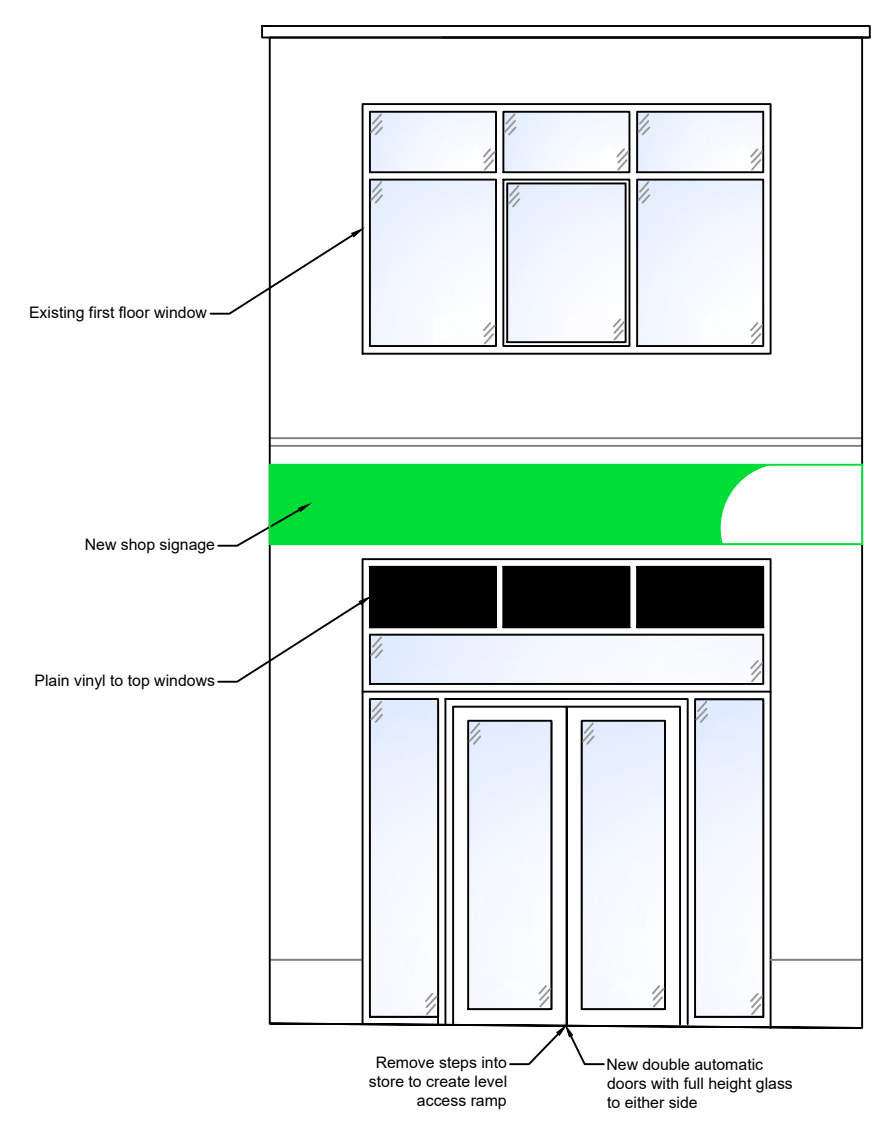 Existing first floor window
New shop signage
Plain vinyl to top windows
Remove steps into
store to create level
access ramp
New double automatic
doors with full height glass
to either side